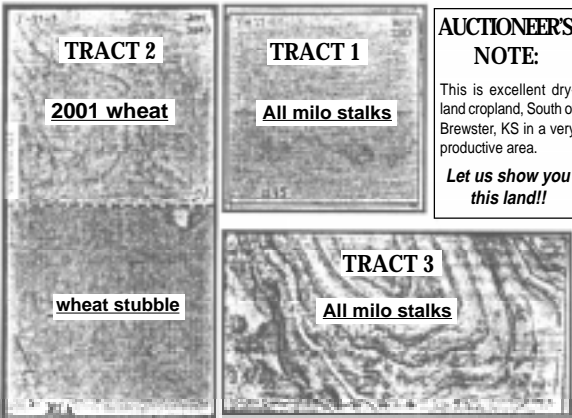 TRACT 2
2001 wheat
wheat stubble
TRACT 1
All milo stalks
TRACT 3
All milo stalks
AUCTIONEER'S
NOTE:
This is excellent dry-
land cropland, South o
Brewster, KS in a very
productive area.
Let us show you
this land!!